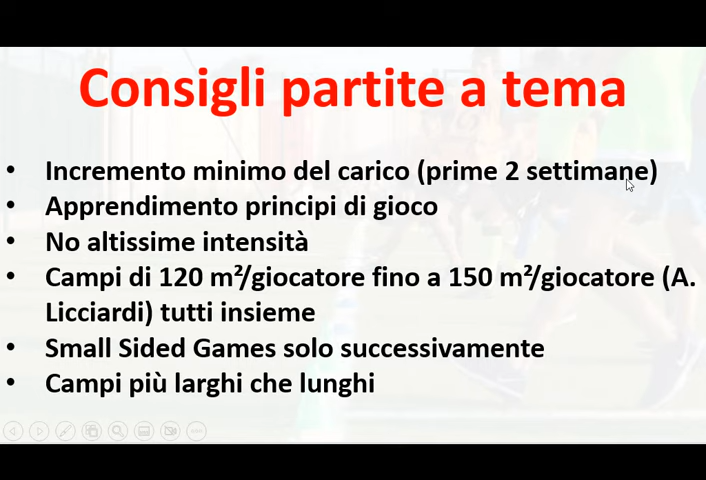 Consigli partite a tema
• Incremento minimo del carico (prime 2 settimane)
• Apprendimento principi di gioco
• No altissime intensità
• Campi di 120 m²/giocatore fino a 150 m²/giocatore (A.
Licciardi) tutti insieme
• Small Sided Games solo successivamente
• Campi più larghi che lunghi